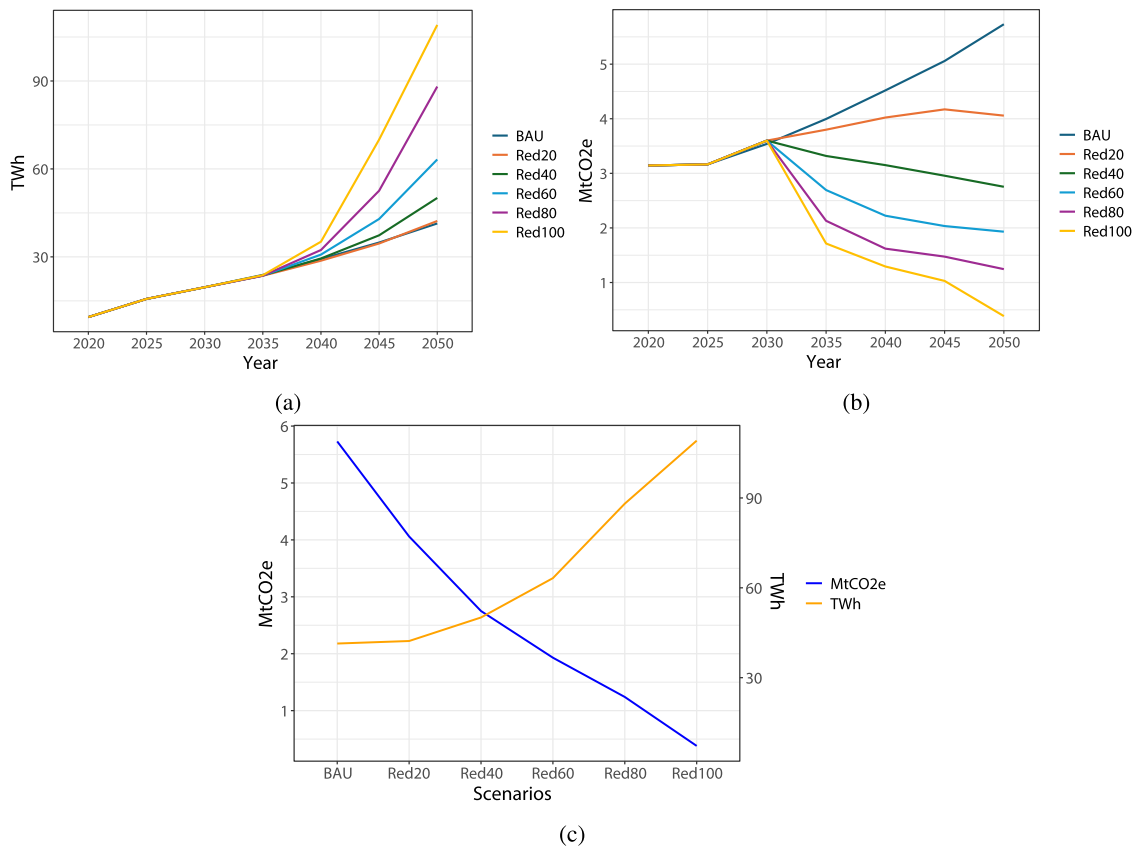 90
60
30
TWh
2020 2025 2030 2035 2040 2045 2050
Year
BAU
Red20
Red40
Red60
Red80
Red100
(a)
5
4
3
2
1
MtCO2e
2020 2025 2030 2035 2040 2045 2050
Year
BAU
Red20
Red40
Red60
Red80
Red100
(b)
6
5
4
3
2
1
MtCO2e
90
60
30
TWh
BAU Red20 Red40 Red60 Red80 Red100
Scenarios
MtCO2e
TWh
(c)